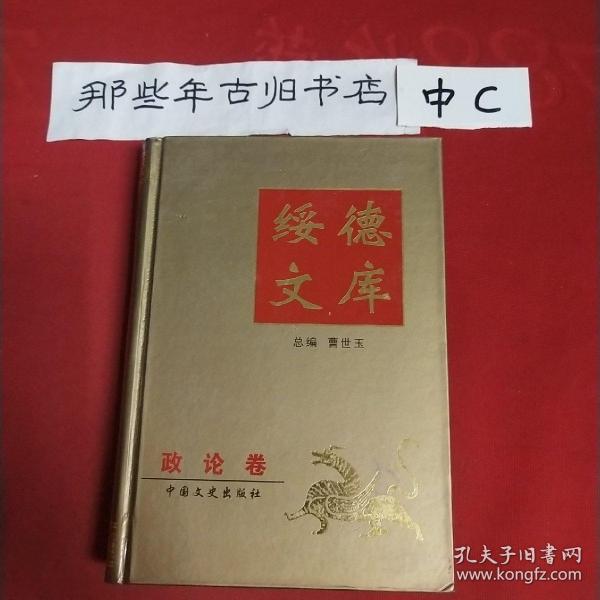 那些年古归书店
中C
绥德
文库
总编 曹世玉
政论卷
中国文史出版社
孔夫子旧书网
www.kongfz.com